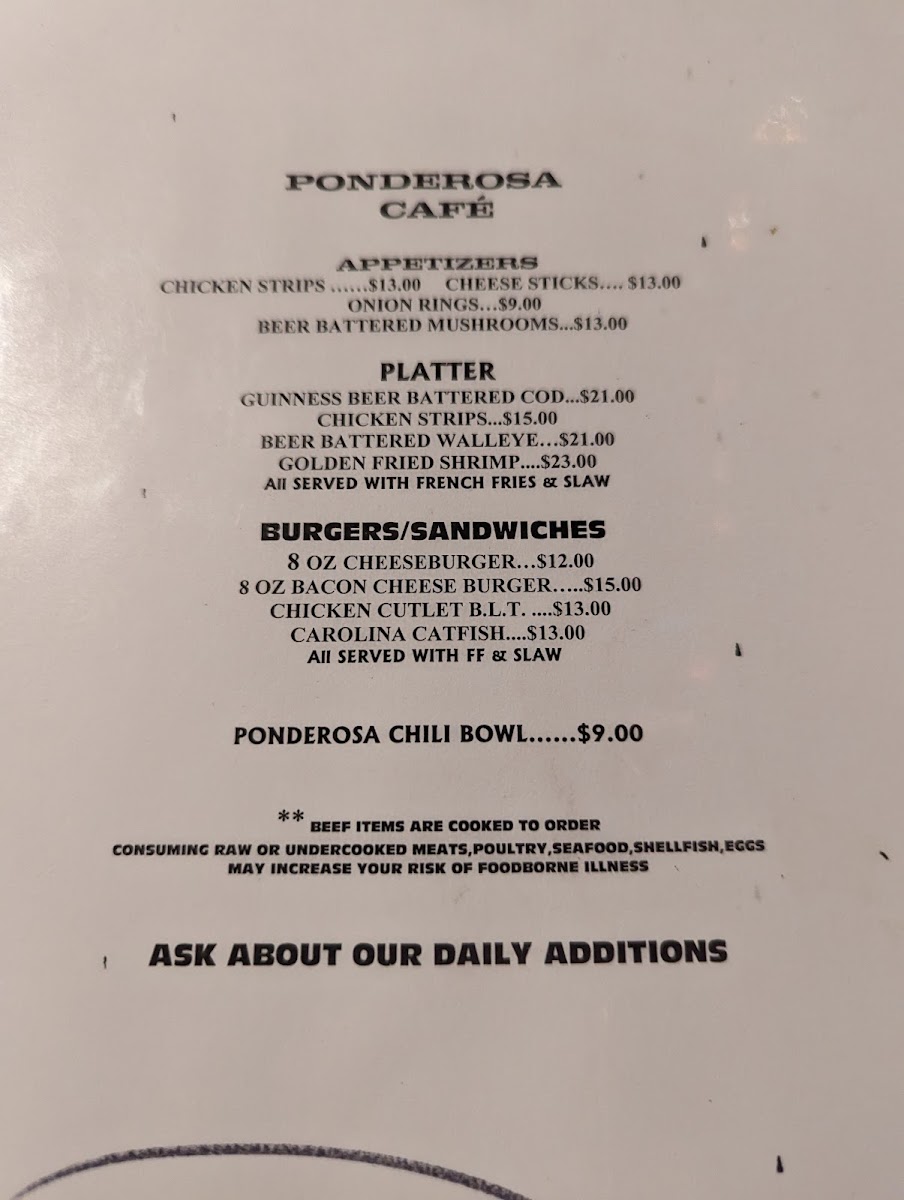 PONDEROSA
CAFÉ
APPETIZERS
CHICKEN STRIPS ......$13.00 CHEESE STICKS.... $13.00
ONION RINGS...$9.00
BEER BATTERED MUSHROOMS...$13.00
PLATTER
GUINNESS BEER BATTERED COD...$21.00
CHICKEN STRIPS...$15.00
BEER BATTERED WALLEYE...$21.00
GOLDEN FRIED SHRIMP....$23.00
All SERVED WITH FRENCH FRIES & SLAW
BURGERS/SANDWICHES
8 OZ CHEESEBURGER...$12.00
8 OZ BACON CHEESE BURGER.....$15.00
CHICKEN CUTLET B.L.T. ....$13.00
CAROLINA CATFISH....$13.00
All SERVED WITH FF & SLAW
PONDEROSA CHILI BOWL......$9.00
** BEEF ITEMS ARE COOKED TO ORDER
CONSUMING RAW OR UNDERCOOKED MEATS,POULTRY,SEAFOOD,SHELLFISH,EGGS
MAY INCREASE YOUR RISK OF FOODBORNE ILLNESS
ASK ABOUT OUR DAILY ADDITIONS